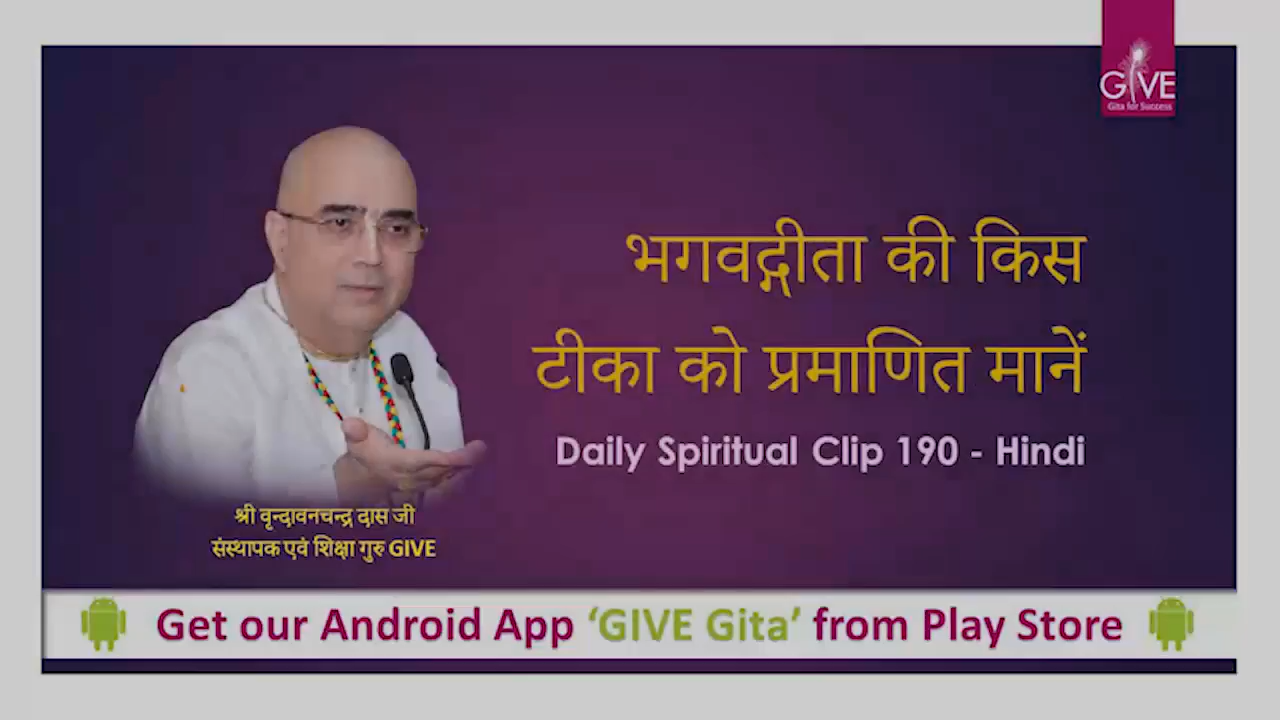 GIVE
Gita for Success
भगवद्गीता की किस
टीका को प्रमाणित मानें
Daily Spiritual Clip 190 - Hindi
श्री वृन्दावनचन्द्र दास जी
संस्थापक एवं शिक्षा गुरु GIVE
Get our Android App ‘GIVE Gita’ from Play Store